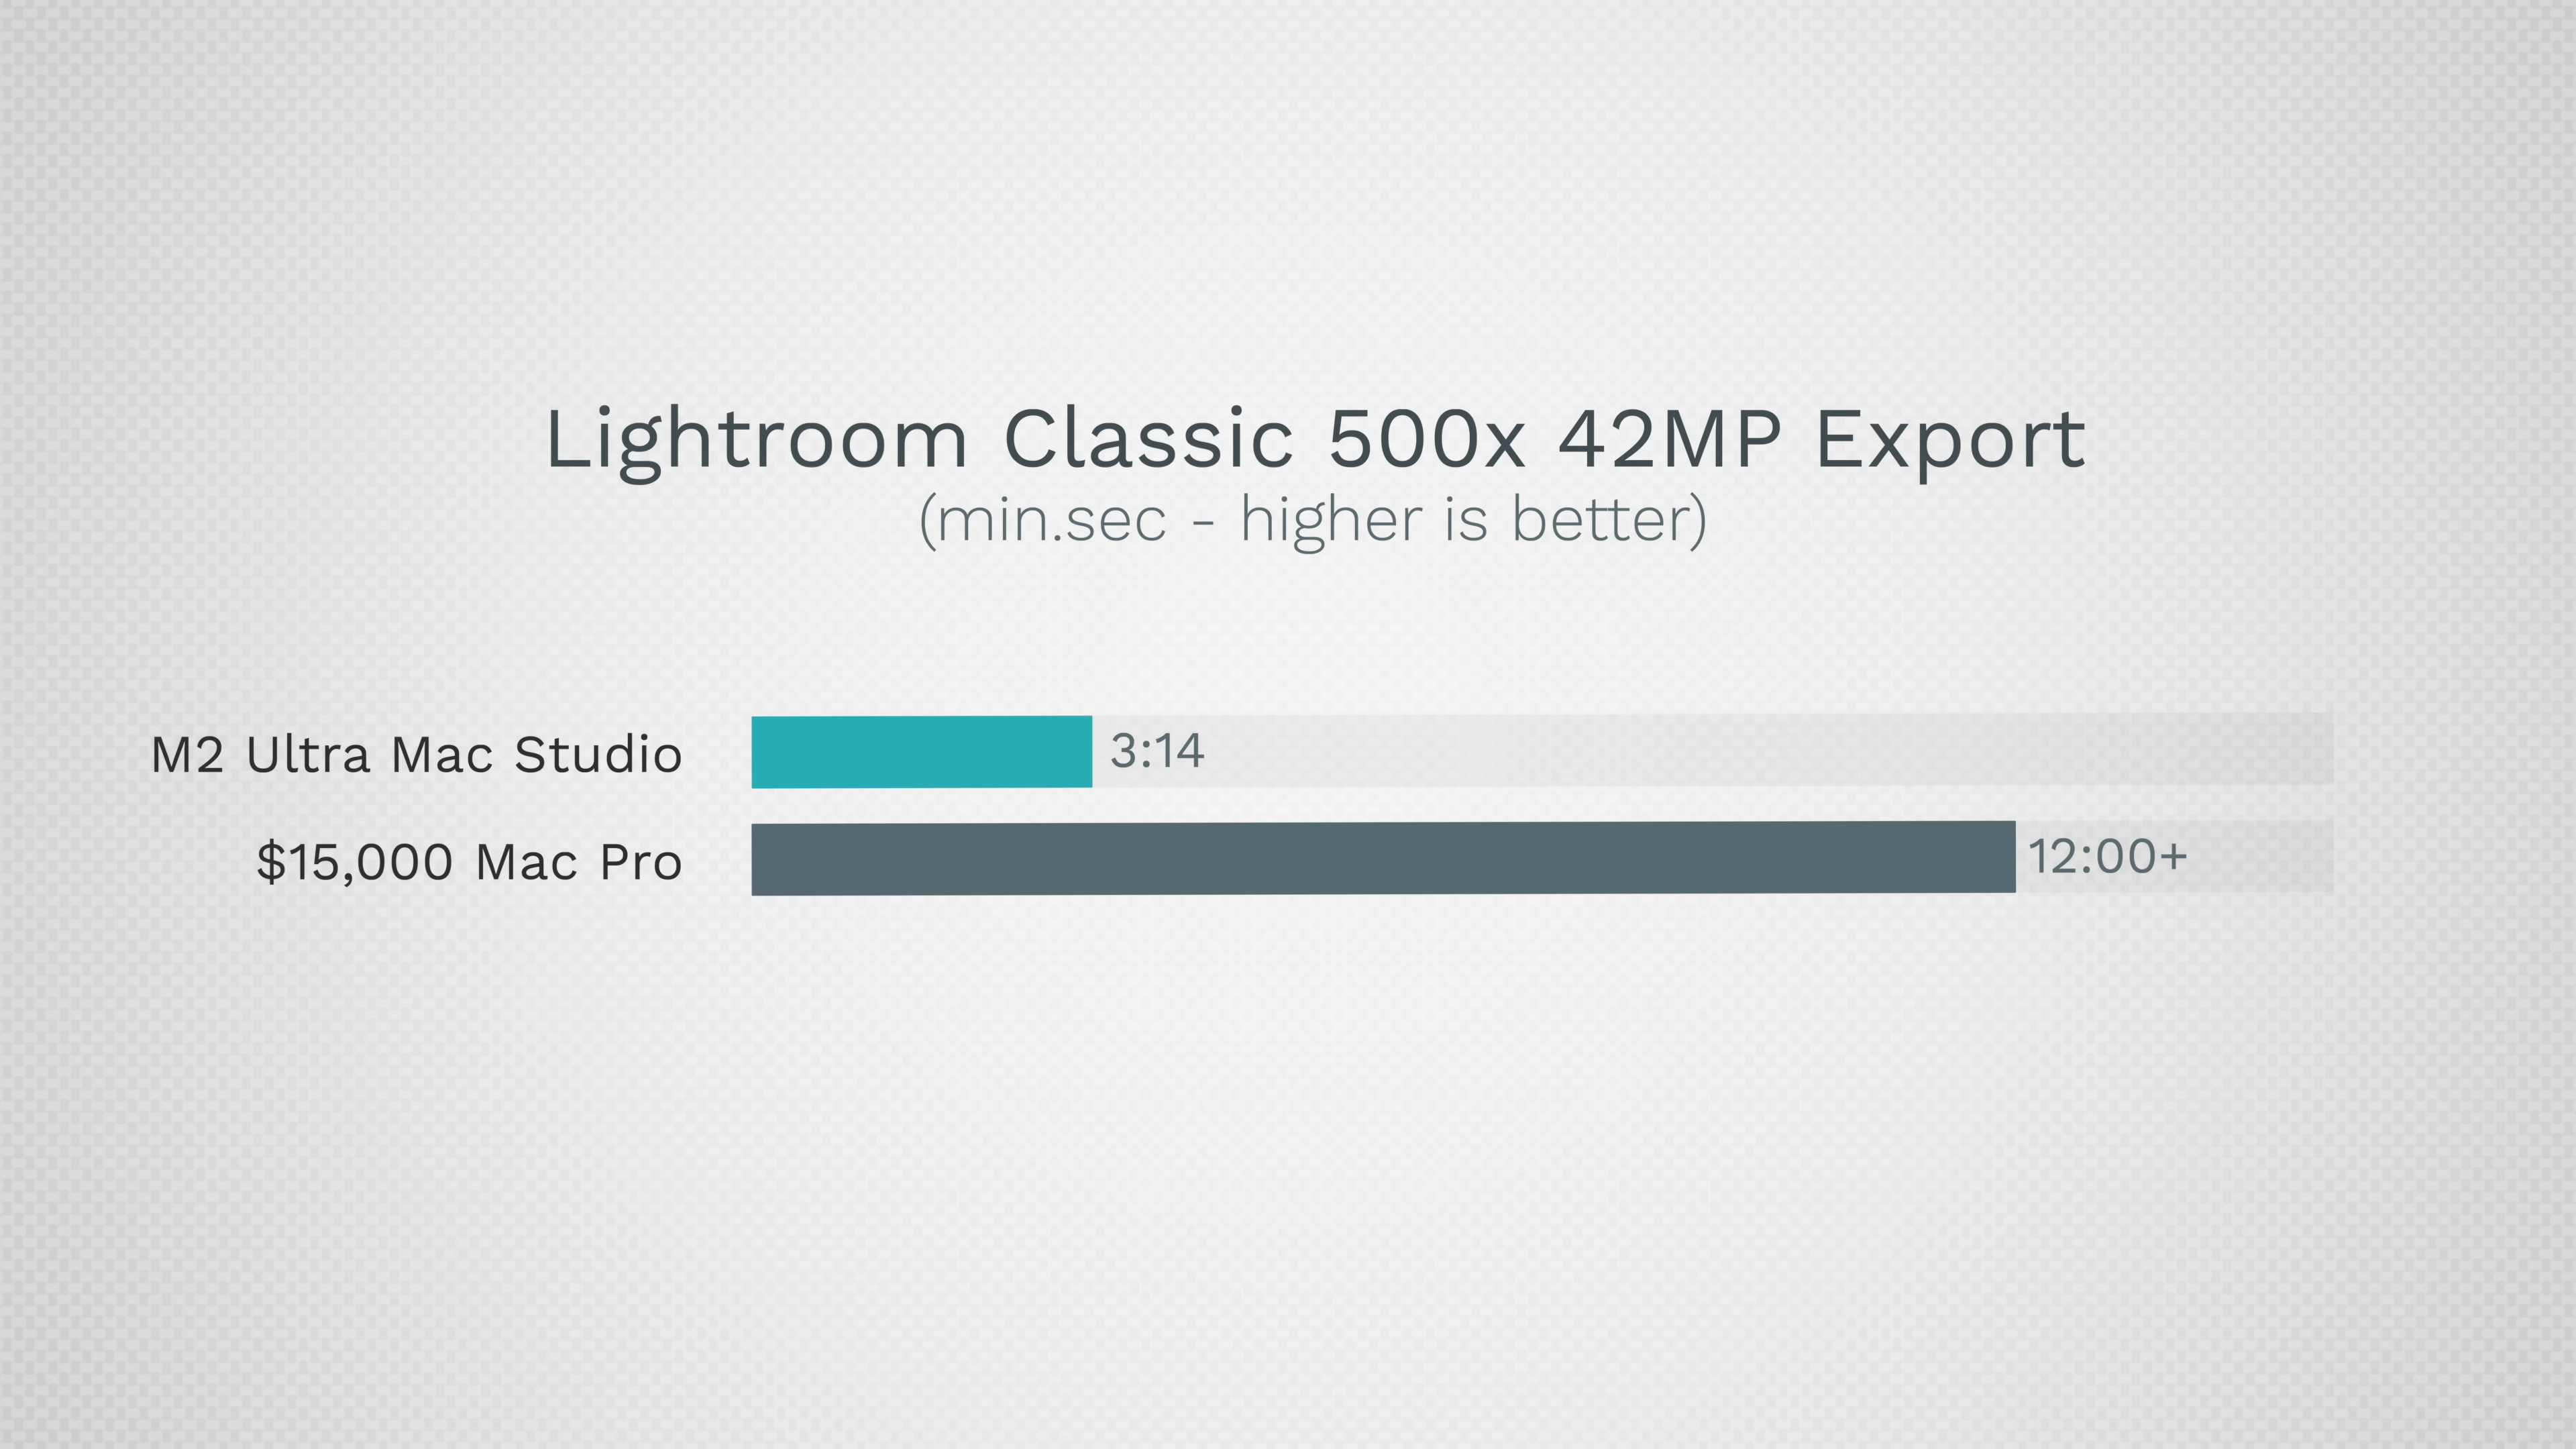 Lightroom Classic 500x 42MP Export
(min.sec - higher is better)
M2 Ultra Mac Studio 3:14
$15,000 Mac Pro 12:00+